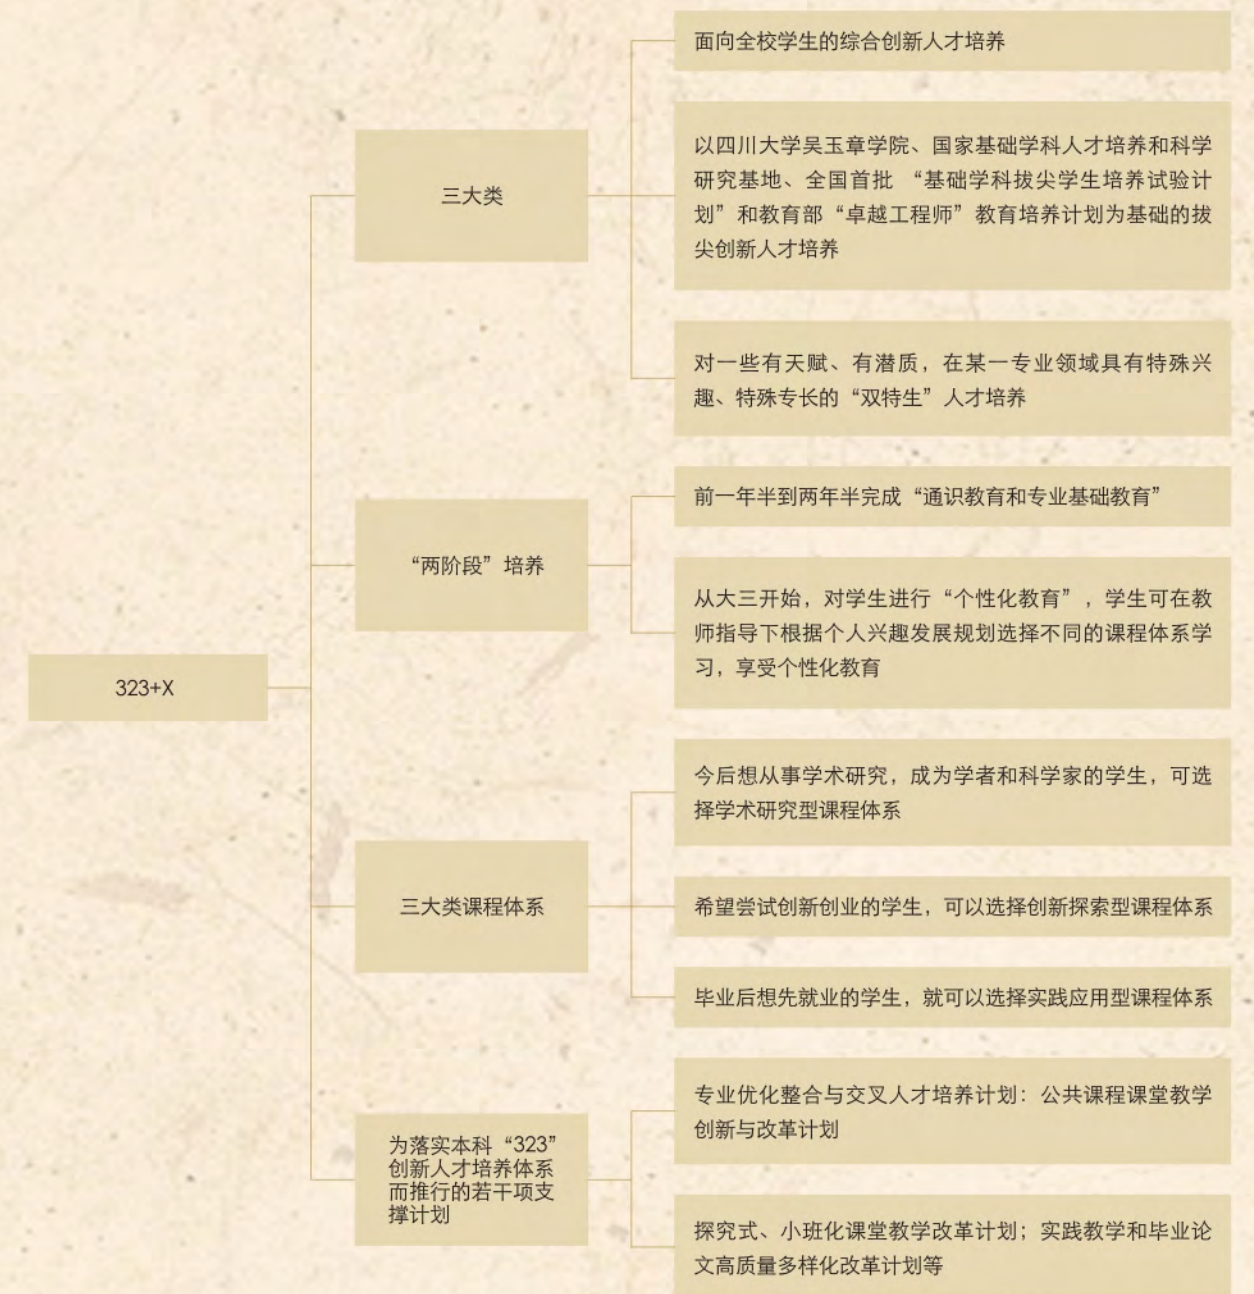 323+X
三大类
面向全校学生的综合创新人才培养
以四川大学吴玉章学院、国家基础学科人才培养和科学
研究基地、全国首批 “基础学科拔尖学生培养试验计
划”和教育部“卓越工程师”教育培养计划为基础的拔
尖创新人才培养
对一些有天赋、有潜质，在某一专业领域具有特殊兴
趣、特殊专长的“双特生”人才培养
“两阶段”培养
前一年半到两年半完成“通识教育和专业基础教育”
从大三开始，对学生进行“个性化教育”，学生可在教
师指导下根据个人兴趣发展规划选择不同的课程体系学
习，享受个性化教育
三大类课程体系
今后想从事学术研究，成为学者和科学家的学生，可选
择学术研究型课程体系
希望尝试创新创业的学生，可以选择创新探索型课程体系
毕业后想先就业的学生，就可以选择实践应用型课程体系
为落实本科“323”
创新人才培养体系
而推行的若干项支
撑计划
专业优化整合与交叉人才培养计划：公共课程课堂教学
创新与改革计划
探究式、小班化课堂教学改革计划；实践教学和毕业论
文高质量多样化改革计划等